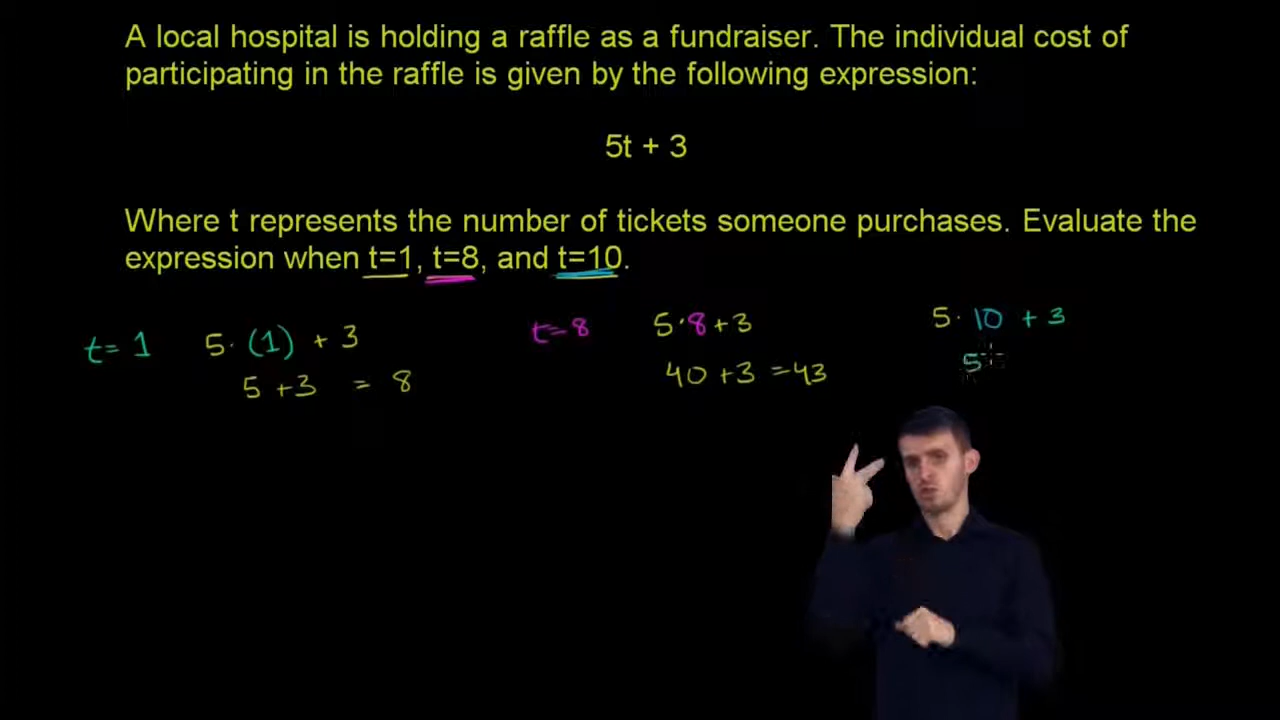 A local hospital is holding a raffle as a fundraiser. The individual cost of
participating in the raffle is given by the following expression:
5t + 3
Where t represents the number of tickets someone purchases. Evaluate the
expression when t=1, t=8, and t=10.
t= 1 5·(1) + 3
5 +3 = 8
t=8 5·8+3
40 +3 =43
5·10 + 3
5